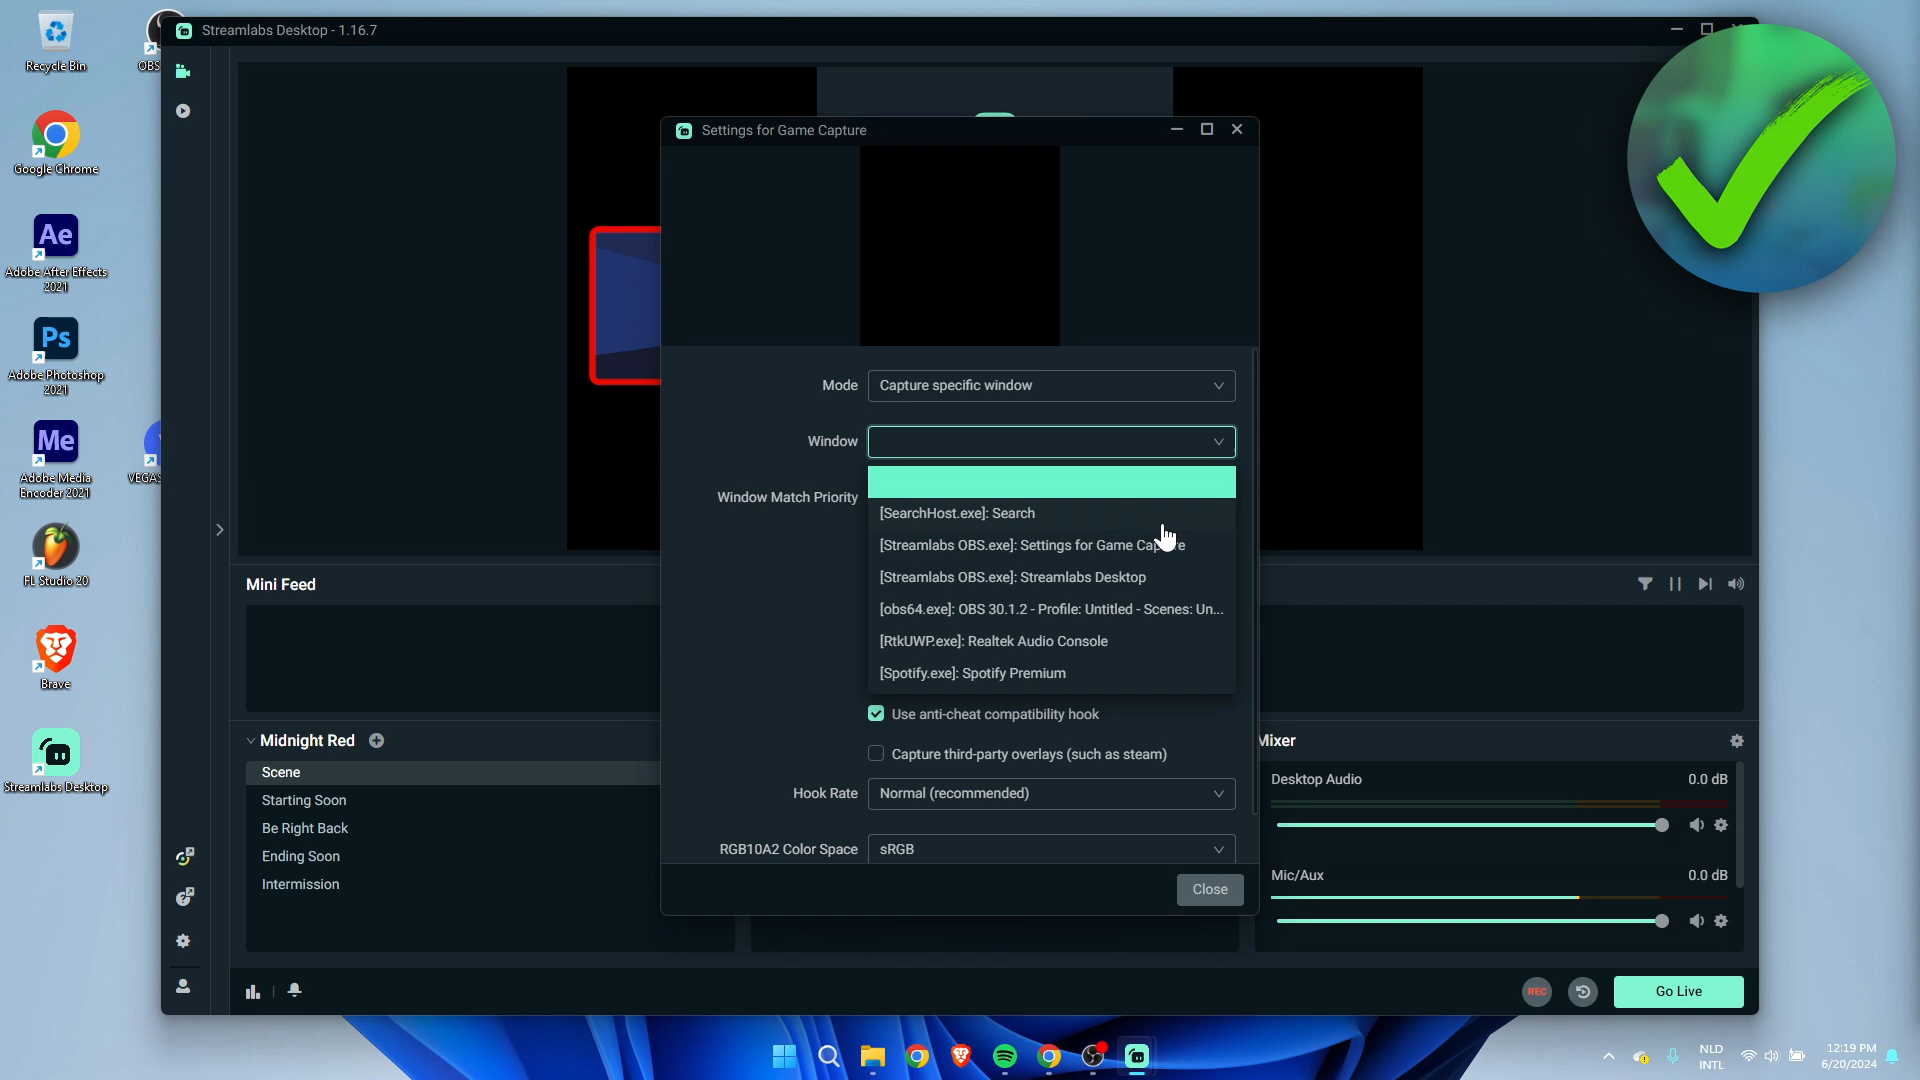 Recycle Bin
OBS
Google Chrome
Ae
Adobe After Effects
2021
Ps
Adobe Photoshop
2021
Me
Adobe Media
Encoder 2021
VEGAS
FL Studio 20
Brave
Streamlabs Desktop
Streamlabs Desktop - 1.16.7
Settings for Game Capture
Mode
Capture specific window
Window
Window Match Priority
[SearchHost.exe]: Search
[Streamlabs OBS.exe]: Settings for Game Capture
[Streamlabs OBS.exe]: Streamlabs Desktop
[obs64.exe]: OBS 30.1.2 - Profile: Untitled - Scenes: Un...
[RtkUWP.exe]: Realtek Audio Console
[Spotify.exe]: Spotify Premium
Use anti-cheat compatibility hook
Capture third-party overlays (such as steam)
Hook Rate
Normal (recommended)
RGB10A2 Color Space
sRGB
Close
Mini Feed
Midnight Red
Scene
Starting Soon
Be Right Back
Ending Soon
Intermission
Mixer
Desktop Audio
0.0 dB
Mic/Aux
0.0 dB
REC
Go Live
NLD
INTL
12:19 PM
6/20/2024